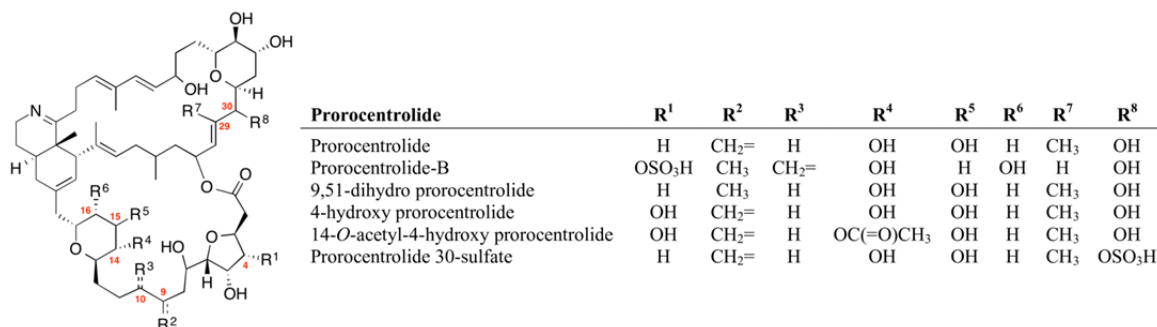 OH
OH
O
OH
N
H
R7
30
R8
29
H
O
O
R6
16
15
R5
R4
14
O
HO
O
4
R1
H
OH
R3
10
9
R2
Prorocentrolide R1 R2 R3 R4 R5 R6 R7 R8
Prorocentrolide H CH2= H OH OH H CH3 OH
Prorocentrolide-B OSO3H CH3 CH2= OH H OH H OH
9,51-dihydro prorocentrolide H CH3 H OH OH H CH3 OH
4-hydroxy prorocentrolide OH CH2= H OH OH H CH3 OH
14-O-acetyl-4-hydroxy prorocentrolide OH CH2= H OC(=O)CH3 OH H CH3 OH
Prorocentrolide 30-sulfate H CH2= H OH OH H CH3 OSO3H